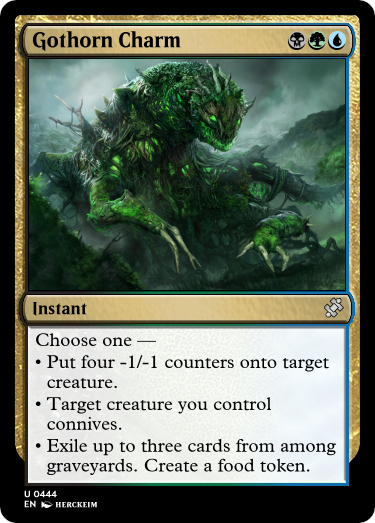 Gothorn Charm
Instant
Choose one —
• Put four -1/-1 counters onto target
creature.
• Target creature you control
connives.
• Exile up to three cards from among
graveyards. Create a food token.
U 0444
EN HERCKEIM